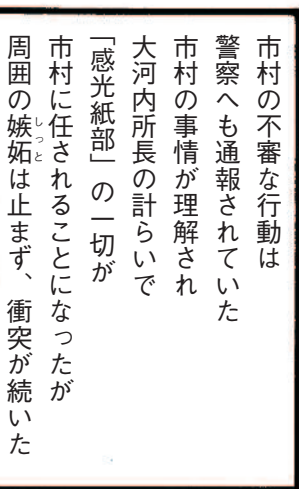 市村の不審な行動は
警察へも通報されていた
市村の事情が理解され
大河内所長の計らいで
「感光紙部」の一切が
市村に任されることになったが
周囲の嫉妬は止まず、衝突が続いた
しっと